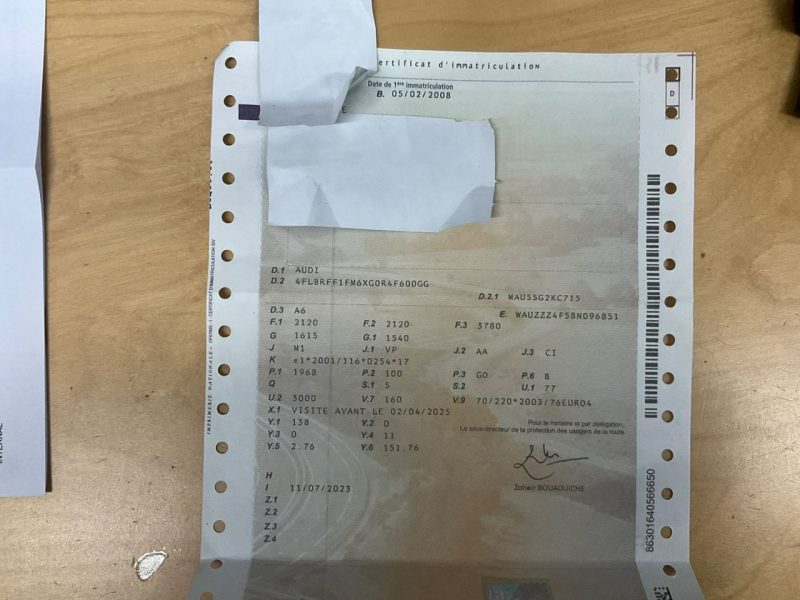 ertificat d'immatriculation
Date de 1ère immatriculation
B. 05/02/2008
E
D
D.1 AUDI
D.2 4FLBRFF1FM6XG0R4F600GG
D.2.1 MAU5SG2KC715
D.3 A6
E. WAUZZZ4F58ND96851
F.1 2120 F.2 2120 F.3 3780
G 1615 G.1 1540
J M1 J.1 VP J.2 AA J.3 CI
K e1*2001/116*0254*17
P.1 1968 P.2 100 P.3 GO P.6 8
Q S.1 5 S.2 U.1 77
U.2 3000 V.7 160 V.9 70/220*2003/76EURO4
X.1 VISITE AVANT LE 02/04/2025
Y.1 138 Y.2 0
Y.3 0 Y.4 11
Y.5 2.76 Y.6 151.76
Pour le ministre et par délégation,
Le sous-directeur de la protection des usagers de la route
Zoheir BOUAOUICHE
H
I 11/07/2023
Z.1
Z.2
Z.3
Z.4
86301640566650